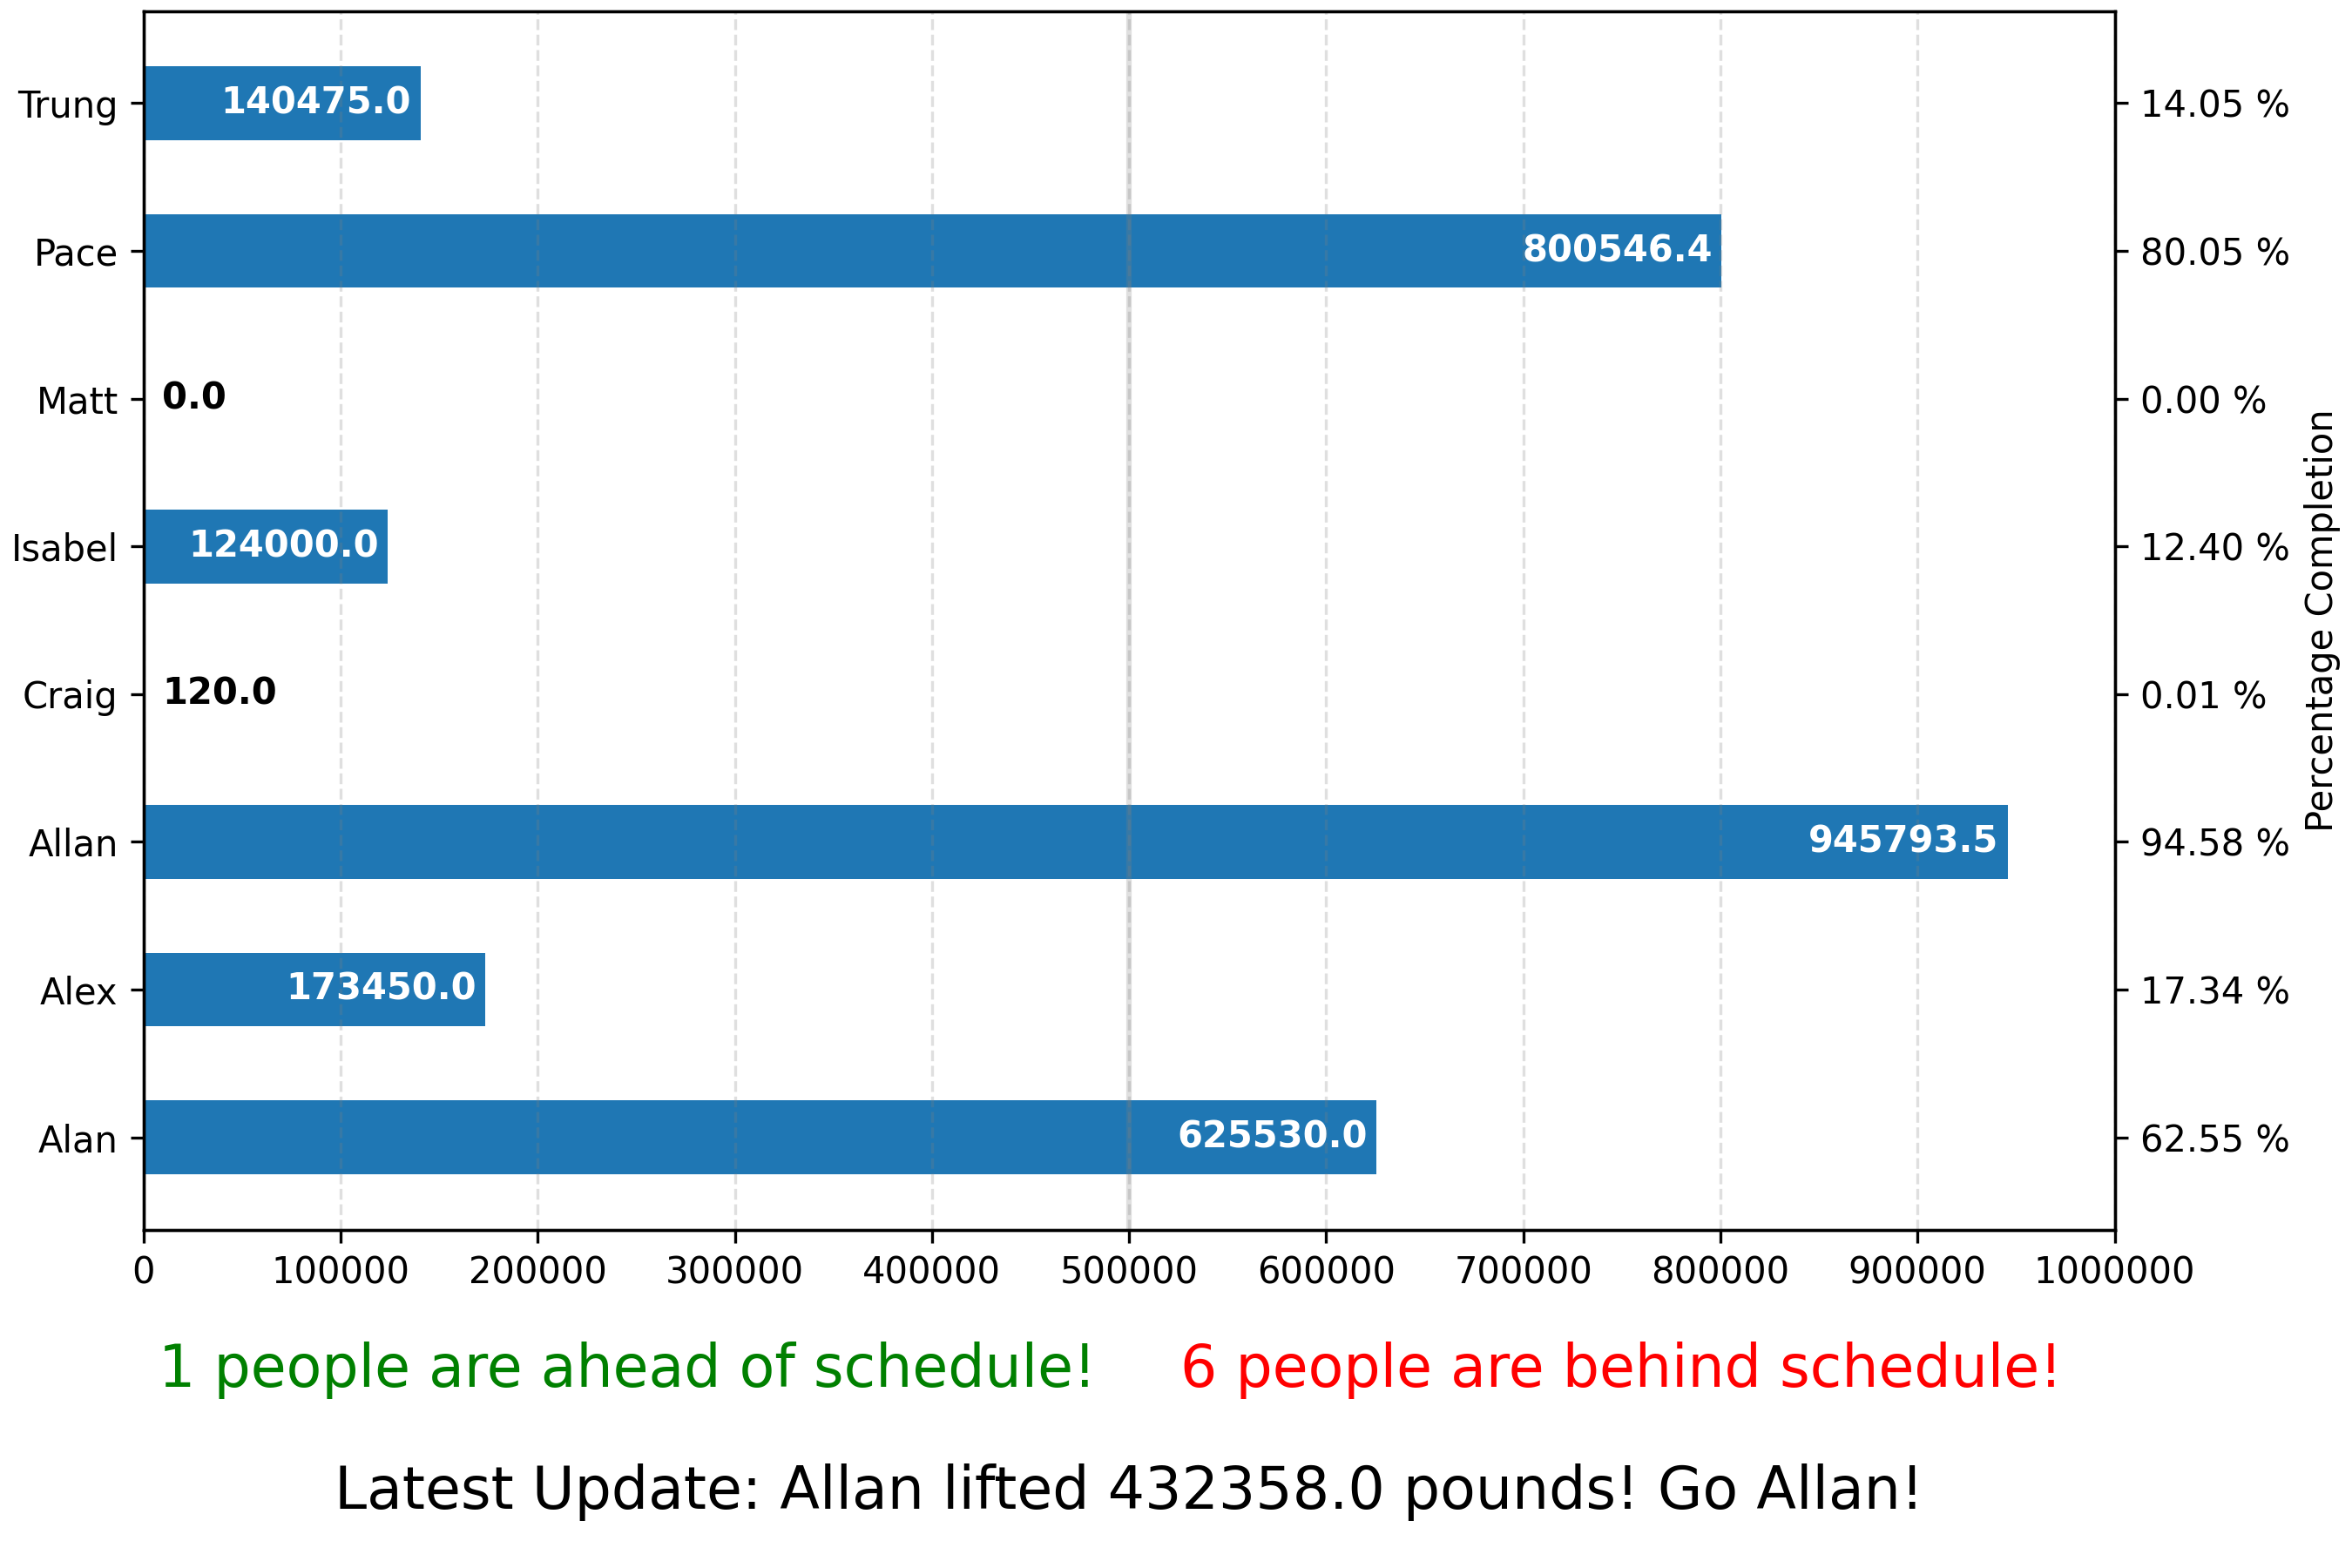 Trung 140475.0 14.05 %
Pace 800546.4 80.05 %
Matt 0.0 0.00 %
Isabel 124000.0 12.40 %
Craig 120.0 0.01 %
Allan 945793.5 94.58 %
Alex 173450.0 17.34 %
Alan 625530.0 62.55 %
Percentage Completion
0 100000 200000 300000 400000 500000 600000 700000 800000 900000 1000000
1 people are ahead of schedule! 6 people are behind schedule!
Latest Update: Allan lifted 432358.0 pounds! Go Allan!